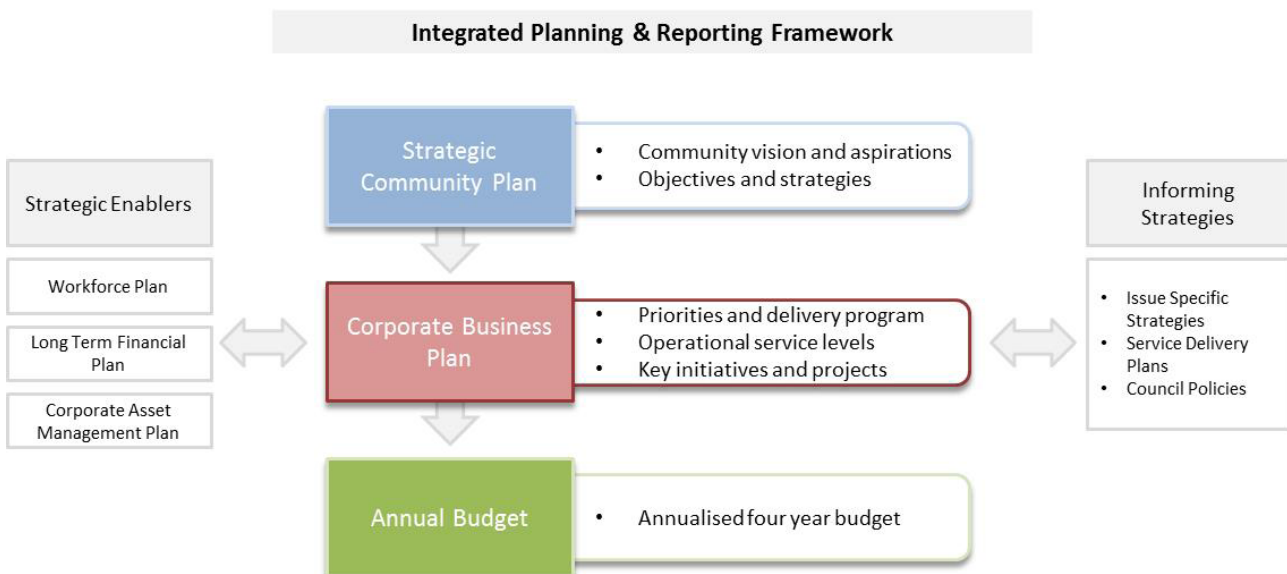 Integrated Planning & Reporting Framework
Strategic
Community Plan
• Community vision and aspirations
• Objectives and strategies
Strategic Enablers
Workforce Plan
Long Term Financial
Plan
Corporate Asset
Management Plan
Corporate Business
Plan
• Priorities and delivery program
• Operational service levels
• Key initiatives and projects
Informing
Strategies
• Issue Specific
Strategies
• Service Delivery
Plans
• Council Policies
Annual Budget
• Annualised four year budget